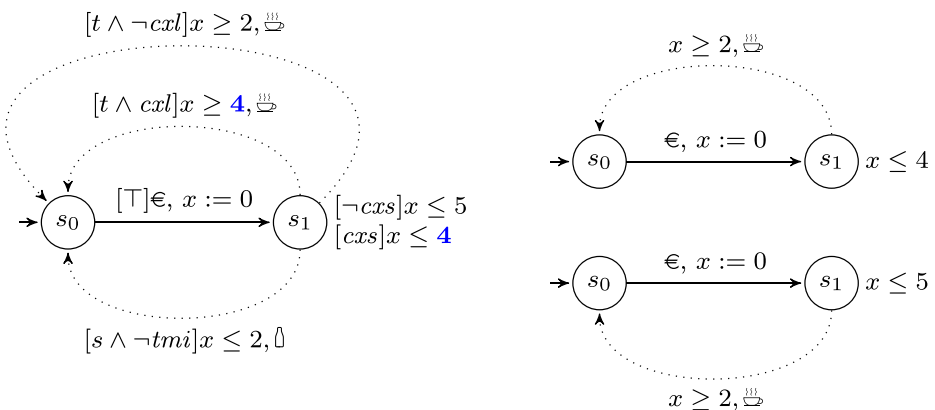 [t ∧ ¬cxl]x ≥ 2,☕
[t ∧ cxl]x ≥ 4,☕
[⊤]€, x := 0
s₀
s₁
[¬cxs]x ≤ 5
[cxs]x ≤ 4
[s ∧ ¬tmi]x ≤ 2,
x ≥ 2,☕
€, x := 0
s₀
s₁
x ≤ 4
€, x := 0
s₀
s₁
x ≤ 5
x ≥ 2,☕